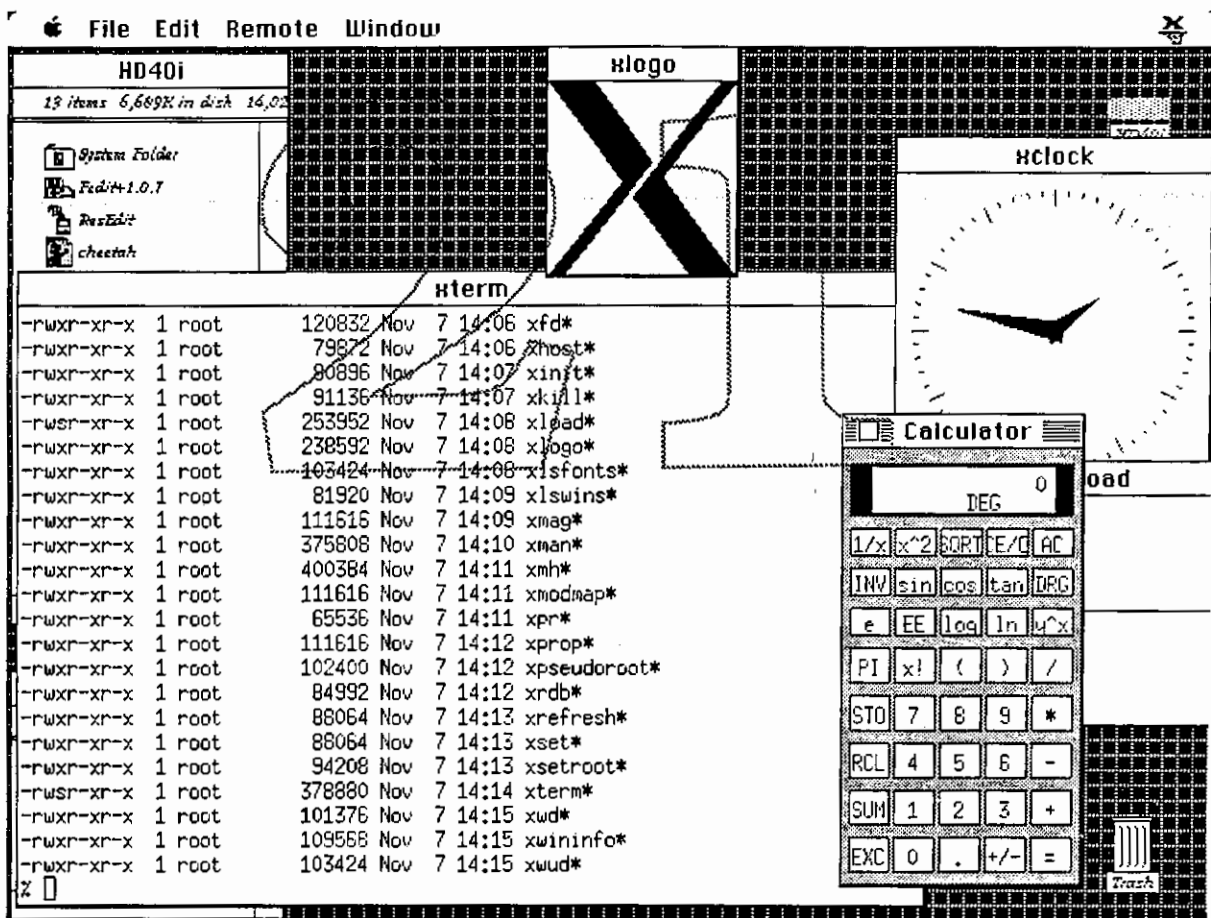 File Edit Remote Window
HD40i
13 items 6,689K in disk 16,02
System Folder
Fedit+1.0.7
ResEdit
cheetah
xlogo
xclock
xterm
-rwxr-xr-x 1 root 120832 Nov 7 14:06 xfd*
-rwxr-xr-x 1 root 79872 Nov 7 14:06 xhost*
-rwxr-xr-x 1 root 90896 Nov 7 14:07 xinit*
-rwxr-xr-x 1 root 91136 Nov 7 14:07 xkill*
-rwsr-xr-x 1 root 253952 Nov 7 14:08 xload*
-rwxr-xr-x 1 root 238592 Nov 7 14:08 xlogo*
-rwxr-xr-x 1 root 103424 Nov 7 14:08 xlsfonts*
-rwxr-xr-x 1 root 81920 Nov 7 14:09 xlswins*
-rwxr-xr-x 1 root 111616 Nov 7 14:09 xmag*
-rwxr-xr-x 1 root 375808 Nov 7 14:10 xman*
-rwxr-xr-x 1 root 400384 Nov 7 14:11 xmh*
-rwxr-xr-x 1 root 111616 Nov 7 14:11 xmodmap*
-rwxr-xr-x 1 root 65536 Nov 7 14:11 xpr*
-rwxr-xr-x 1 root 111616 Nov 7 14:12 xprop*
-rwxr-xr-x 1 root 102400 Nov 7 14:12 xpseudoroot*
-rwxr-xr-x 1 root 84992 Nov 7 14:12 xrdb*
-rwxr-xr-x 1 root 88064 Nov 7 14:13 xrefresh*
-rwxr-xr-x 1 root 88064 Nov 7 14:13 xset*
-rwxr-xr-x 1 root 94208 Nov 7 14:13 xsetroot*
-rwsr-xr-x 1 root 378880 Nov 7 14:14 xterm*
-rwxr-xr-x 1 root 101376 Nov 7 14:15 xwd*
-rwxr-xr-x 1 root 109568 Nov 7 14:15 xwininfo*
-rwxr-xr-x 1 root 103424 Nov 7 14:15 xwud*
%
oad
Calculator
0
DEG
1/x x^2 SQRT CE/C AC
INV sin cos tan DRG
e EE log ln y^x
PI x! ( ) /
STO 7 8 9 *
RCL 4 5 6 -
SUM 1 2 3 +
EXC 0 . +/- =
Trash